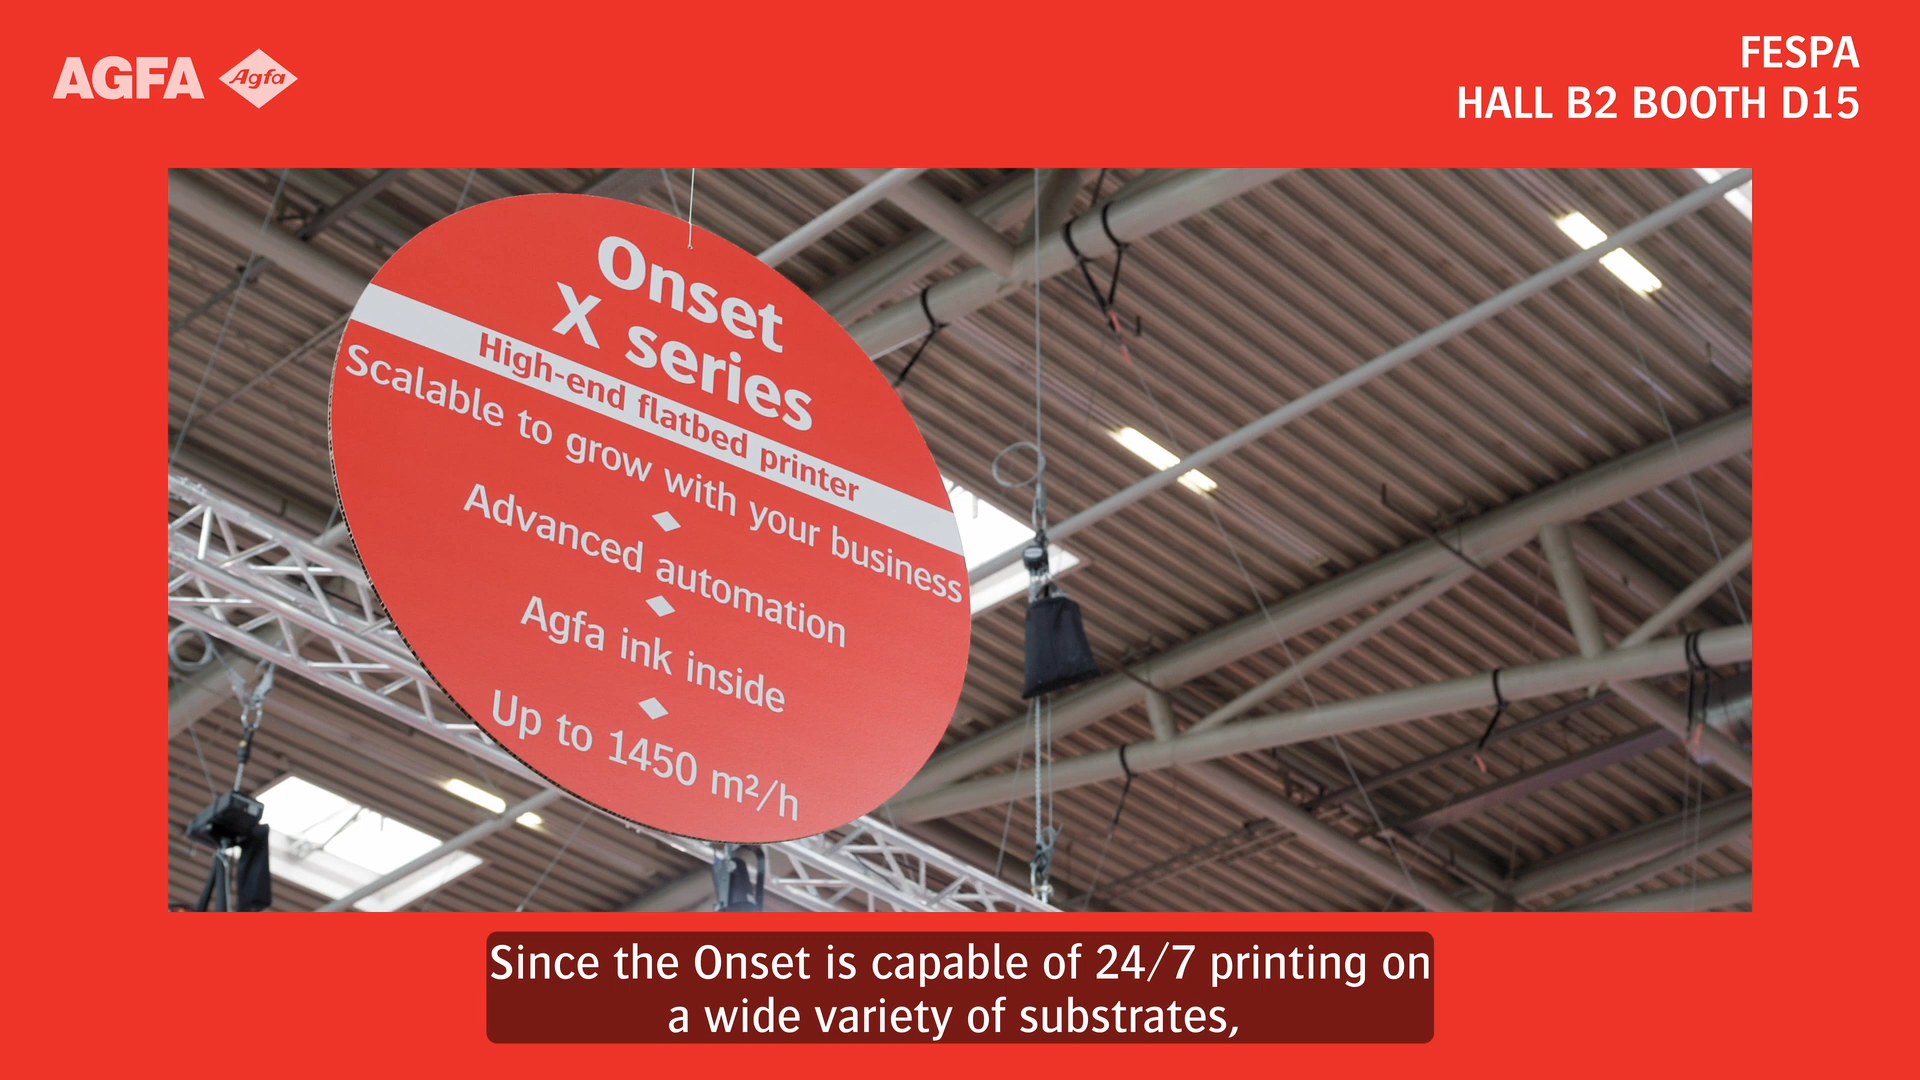 AGFA Agfa
FESPA
HALL B2 BOOTH D15
Onset
X series
High-end flatbed printer
Scalable to grow with your business
Advanced automation
Agfa ink inside
Up to 1450 m²/h
Since the Onset is capable of 24/7 printing on
a wide variety of substrates,